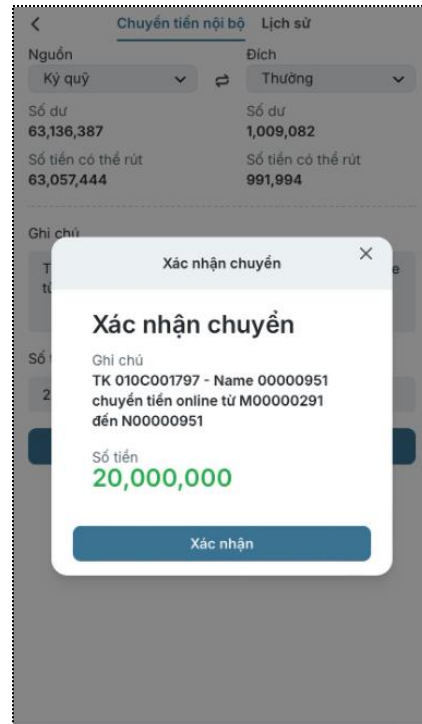 Chuyển tiền nội bộ Lịch sử
Nguồn Đích
Ký quỹ Thường
Số dư Số dư
63,136,387 1,009,082
Số tiền có thể rút Số tiền có thể rút
63,057,444 991,994
Ghi chú
Xác nhận chuyển
Xác nhận chuyển
Ghi chú
TK 010C001797 - Name 00000951
chuyển tiền online từ M00000291
đến N00000951
Số tiền
20,000,000
Xác nhận